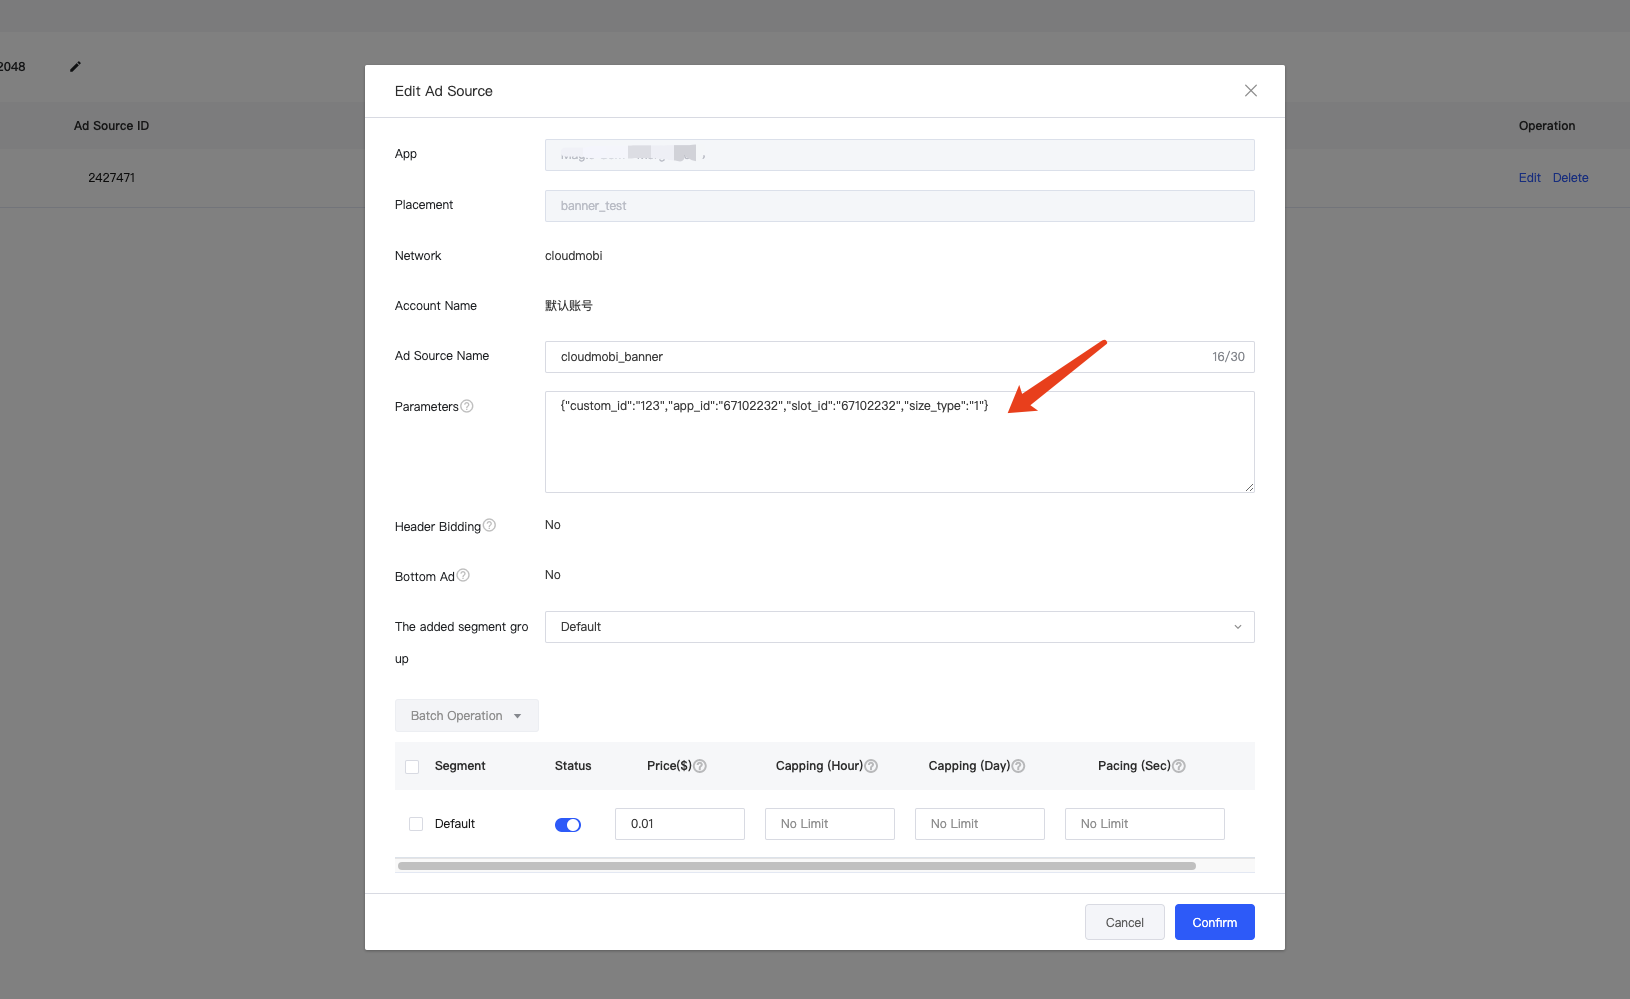 2048
Edit Ad Source
Ad Source ID
Operation
App
2427471
Edit Delete
Placement banner_test
Network cloudmobi
Account Name 默认账号
Ad Source Name cloudmobi_banner 16/30
Parameters {"custom_id":"123","app_id":"67102232","slot_id":"67102232","size_type":"1"}
Header Bidding No
Bottom Ad No
The added segment gro Default
up
Batch Operation
Segment Status Price($) Capping (Hour) Capping (Day) Pacing (Sec)
Default 0.01 No Limit No Limit No Limit
Cancel Confirm